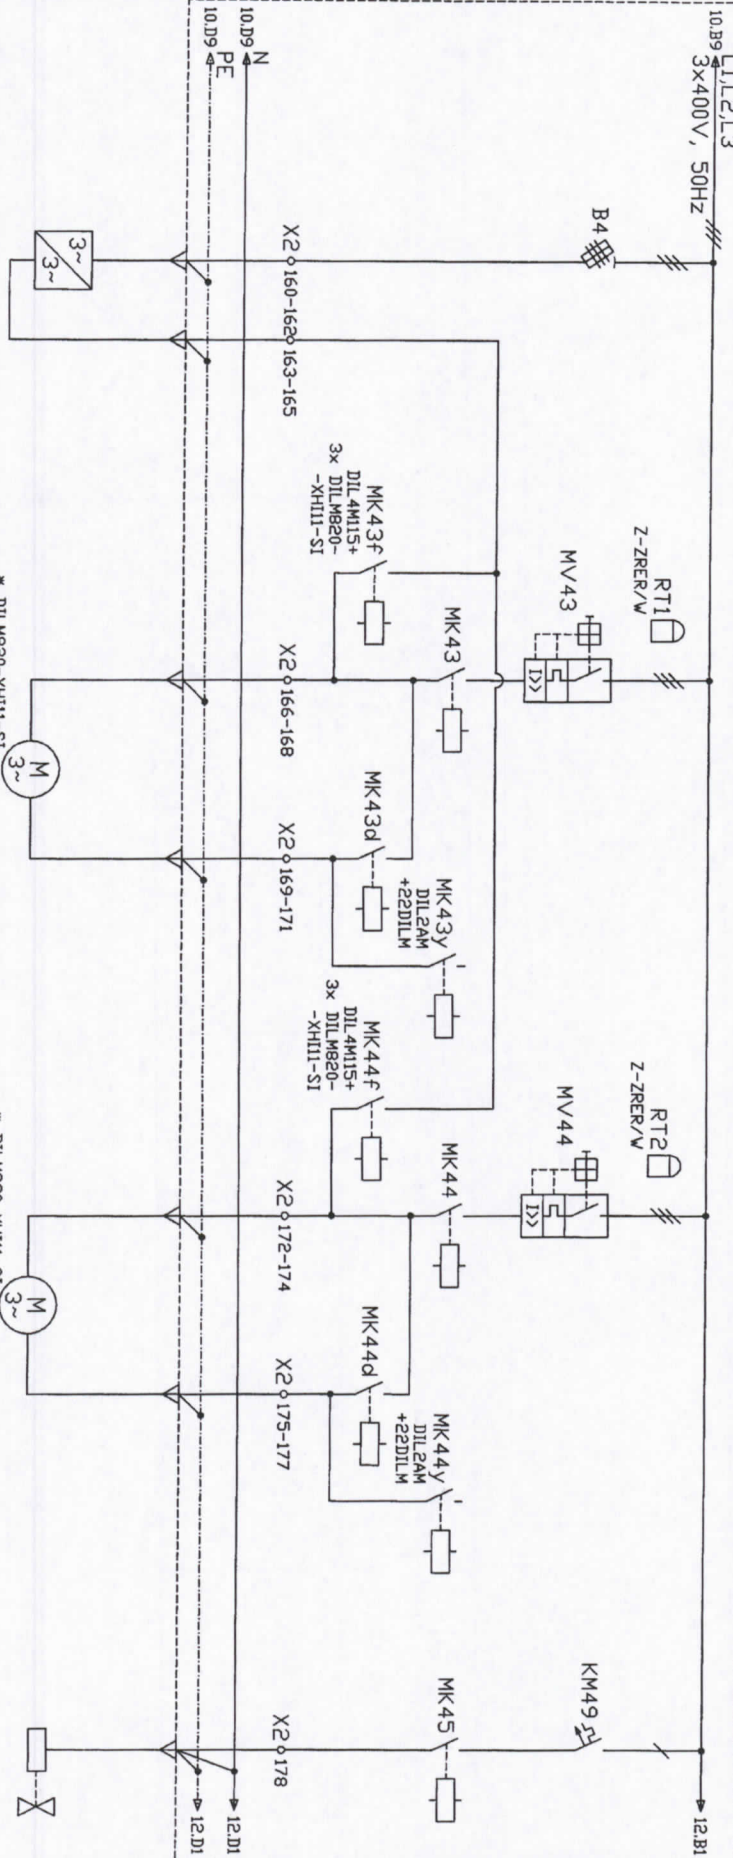 10.B9
L1,L2,L3
3x400V, 50Hz
12.B1
B4
RT1
Z-ZRER/W
MV43
I>>
RT2
Z-ZRER/W
MV44
I>>
KM49
MK43
MK43y
DIL2AM
+22DILM
MK44
MK44y
DIL2AM
+22DILM
MK45
MK43f
DIL4M115+
3x DILM820-
-XHI11-SI
MK43d
MK44f
DIL4M115+
3x DILM820-
-XHI11-SI
MK44d
X2 160-162
163-165
X2 166-168
X2 169-171
X2 172-174
X2 175-177
X2 178
10.D9
N
12.D1
10.D9
PE
12.D1
3~
3~
M
3~
M
3~